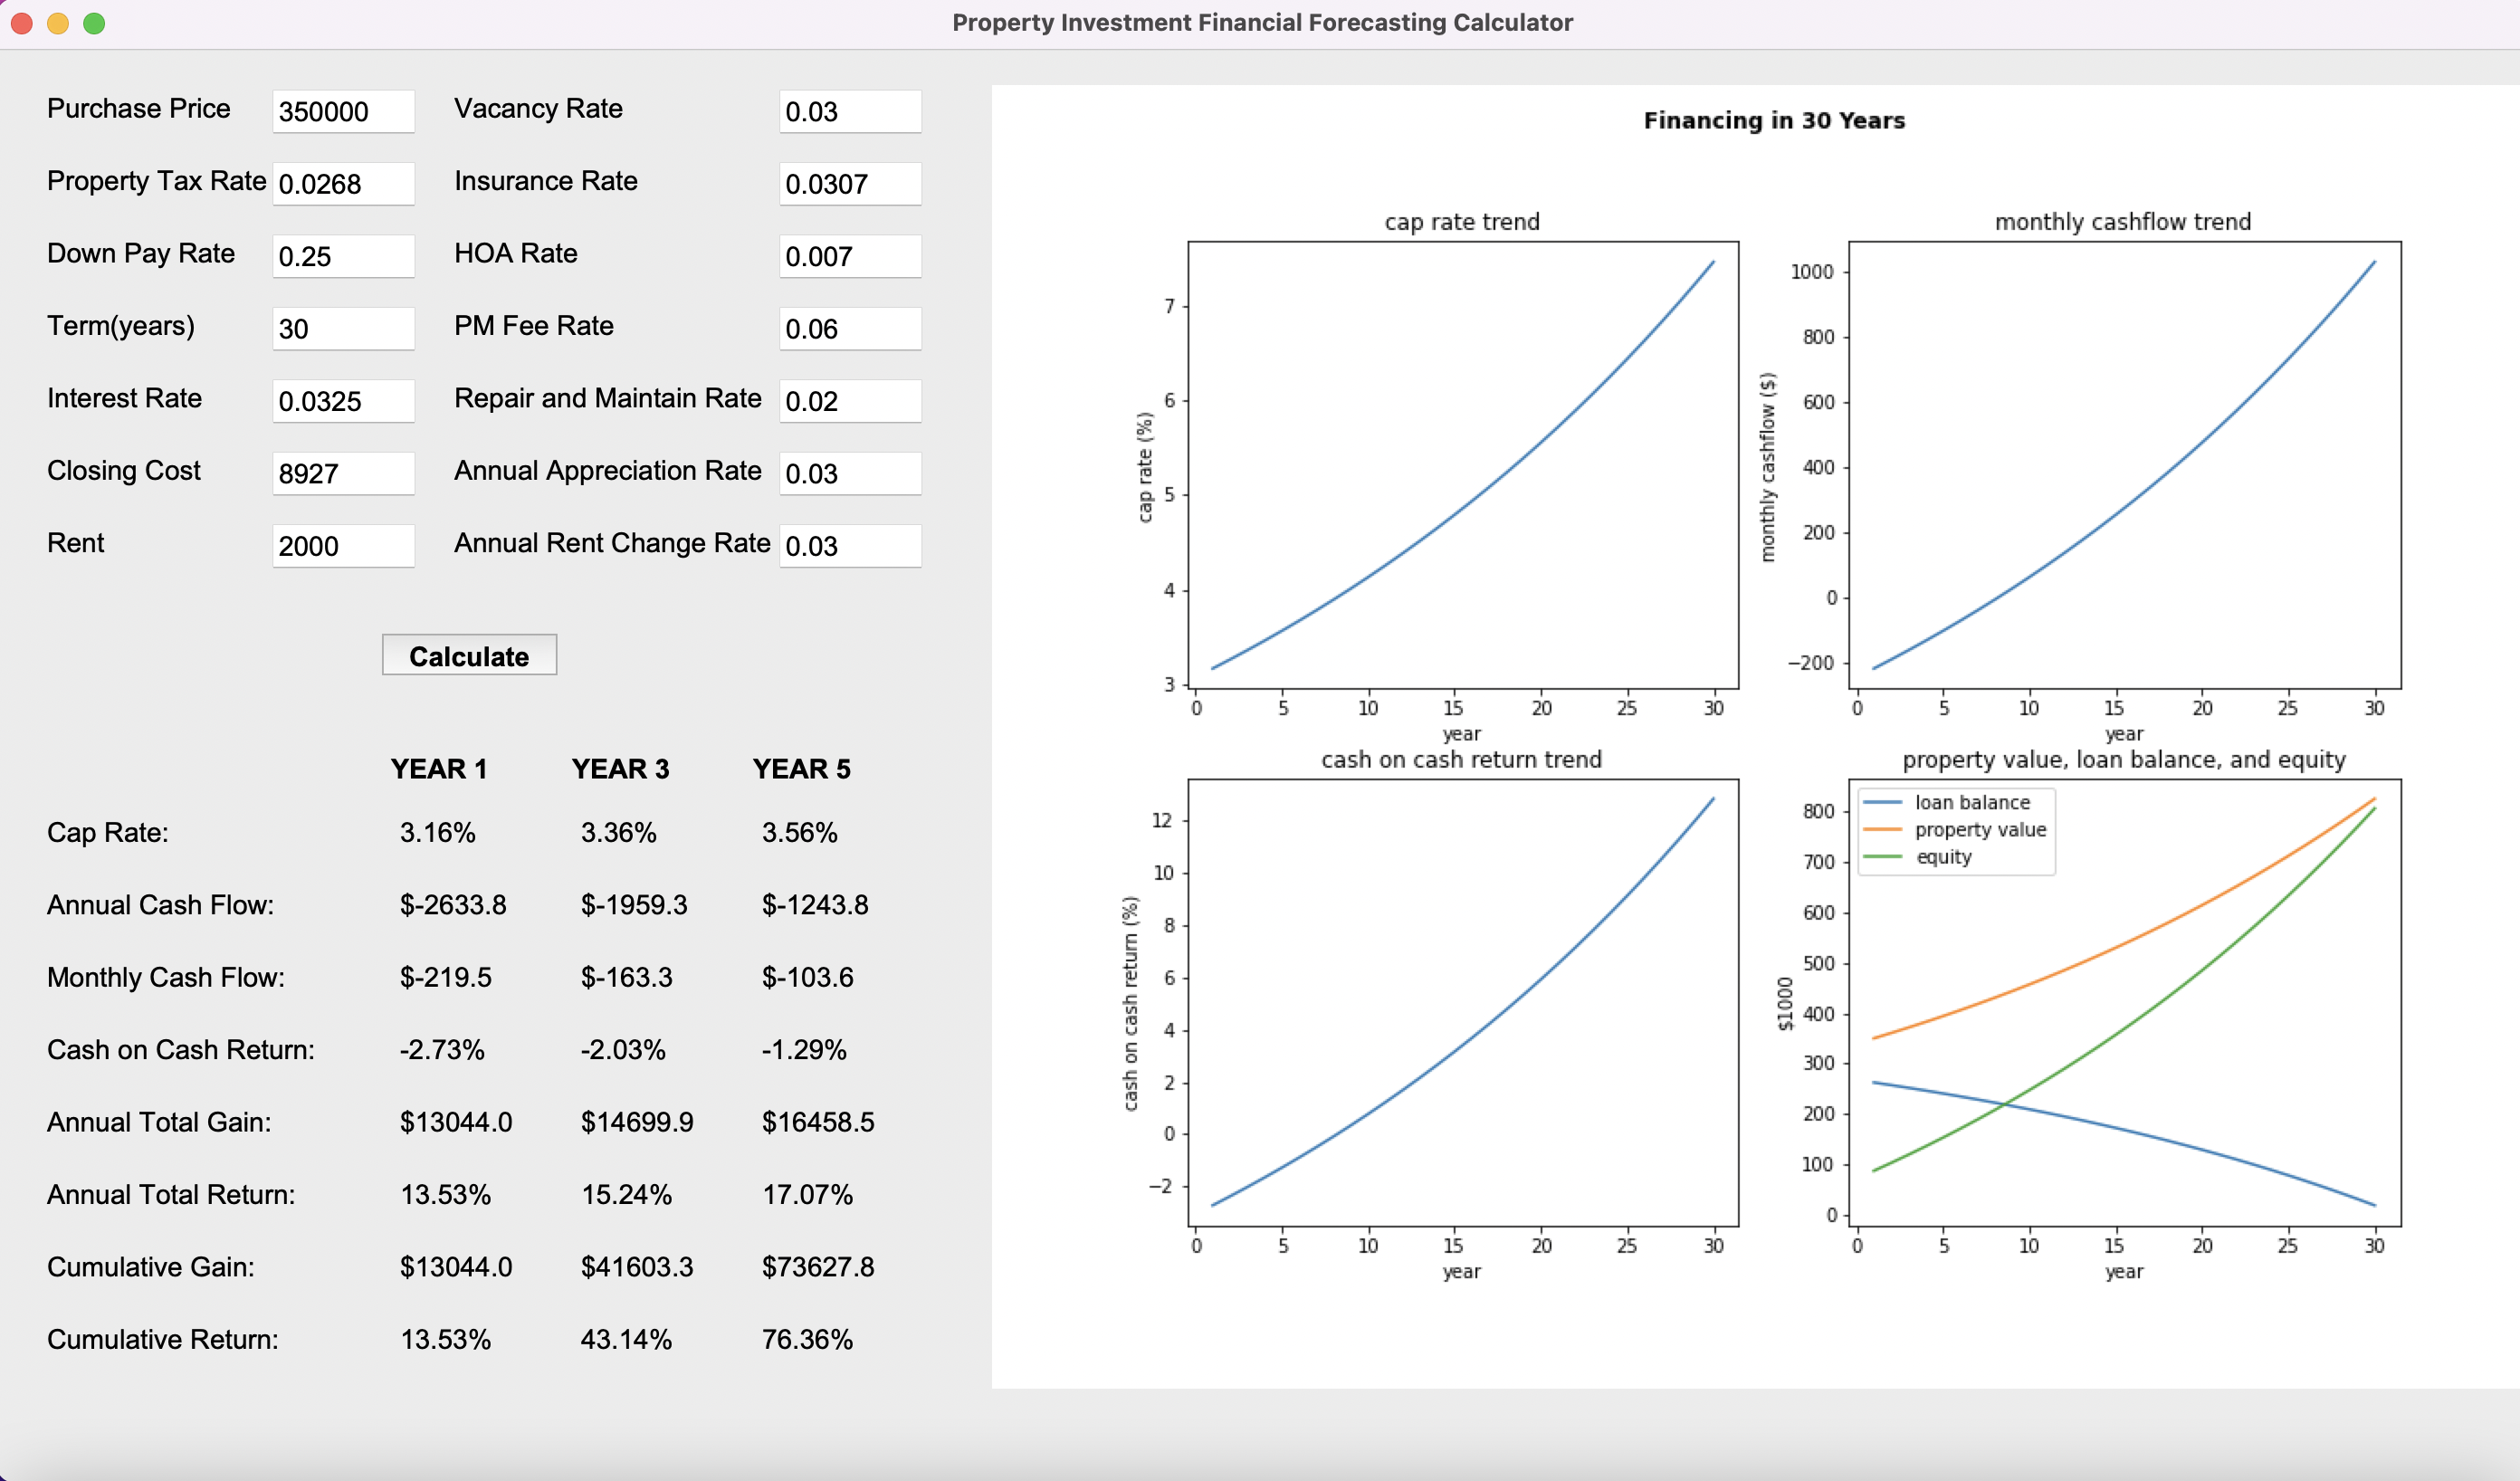 Property Investment Financial Forecasting Calculator
Purchase Price 350000 Vacancy Rate 0.03
Property Tax Rate 0.0268 Insurance Rate 0.0307
Down Pay Rate 0.25 HOA Rate 0.007
Term(years) 30 PM Fee Rate 0.06
Interest Rate 0.0325 Repair and Maintain Rate 0.02
Closing Cost 8927 Annual Appreciation Rate 0.03
Rent 2000 Annual Rent Change Rate 0.03
Calculate
YEAR 1 YEAR 3 YEAR 5
Cap Rate: 3.16% 3.36% 3.56%
Annual Cash Flow: $-2633.8 $-1959.3 $-1243.8
Monthly Cash Flow: $-219.5 $-163.3 $-103.6
Cash on Cash Return: -2.73% -2.03% -1.29%
Annual Total Gain: $13044.0 $14699.9 $16458.5
Annual Total Return: 13.53% 15.24% 17.07%
Cumulative Gain: $13044.0 $41603.3 $73627.8
Cumulative Return: 13.53% 43.14% 76.36%
Financing in 30 Years
cap rate trend
cap rate (%)
7
6
5
4
3
0 5 10 15 20 25 30
year
monthly cashflow trend
monthly cashflow ($)
1000
800
600
400
200
0
−200
0 5 10 15 20 25 30
year
cash on cash return trend
cash on cash return (%)
12
10
8
6
4
2
0
−2
0 5 10 15 20 25 30
year
property value, loan balance, and equity
loan balance
property value
equity
$1000
800
700
600
500
400
300
200
100
0
0 5 10 15 20 25 30
year